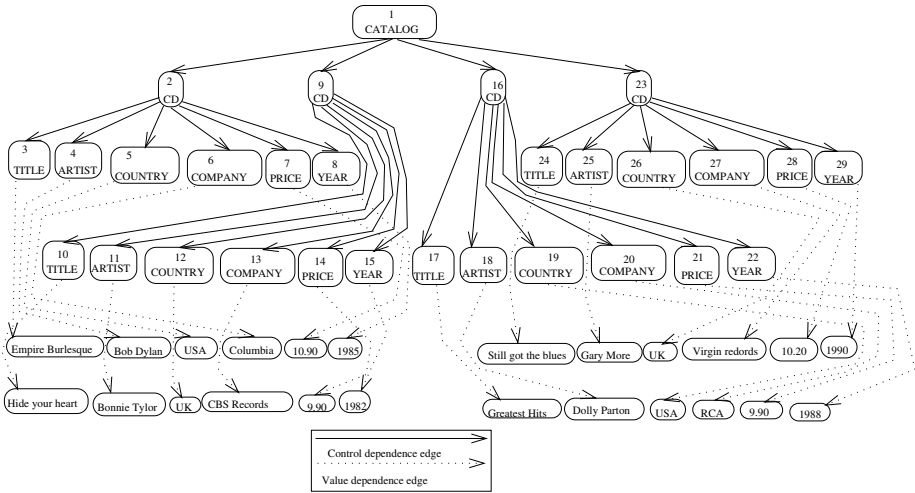 1
CATALOG
2
CD
9
CD
16
CD
23
CD
3
TITLE
4
ARTIST
5
COUNTRY
6
COMPANY
7
PRICE
8
YEAR
24
TITLE
25
ARTIST
26
COUNTRY
27
COMPANY
28
PRICE
29
YEAR
10
TITLE
11
ARTIST
12
COUNTRY
13
COMPANY
14
PRICE
15
YEAR
17
TITLE
18
ARTIST
19
COUNTRY
20
COMPANY
21
PRICE
22
YEAR
Empire Burlesque
Bob Dylan
USA
Columbia
10.90
1985
Still got the blues
Gary More
UK
Virgin redords
10.20
1990
Hide your heart
Bonnie Tylor
UK
CBS Records
9.90
1982
Greatest Hits
Dolly Parton
USA
RCA
9.90
1988
Control dependence edge
Value dependence edge